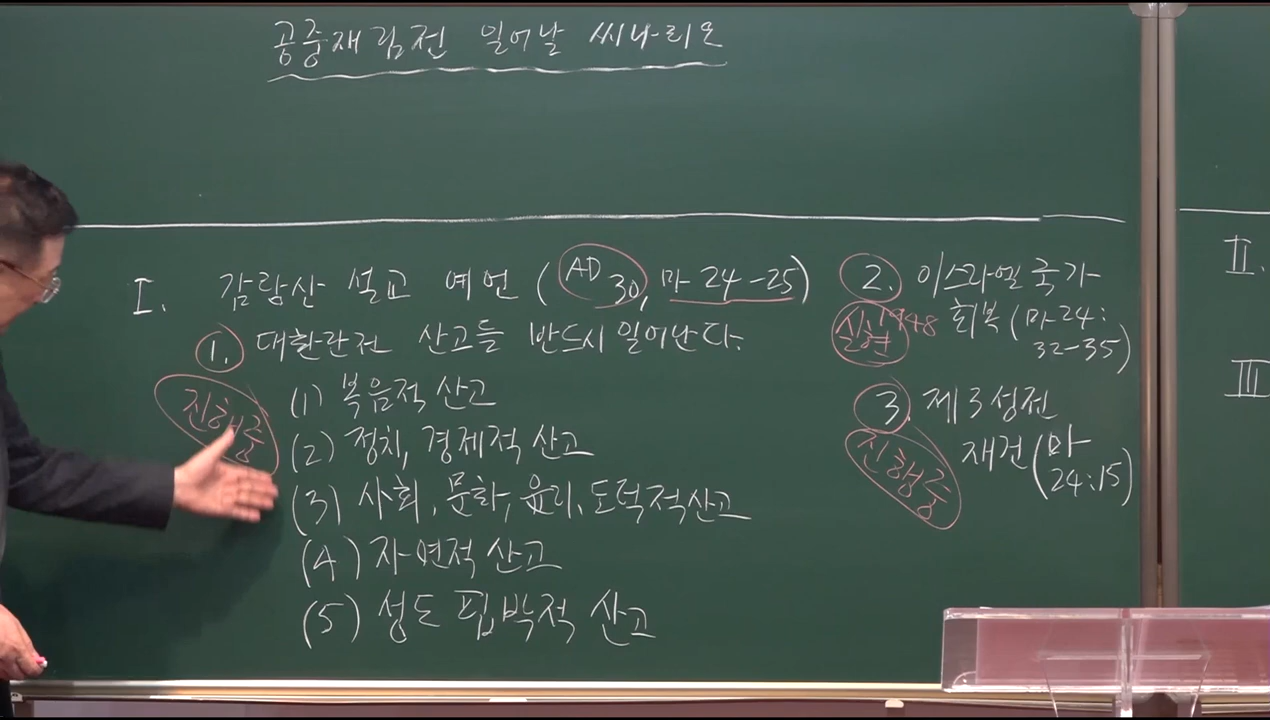 공중재림전 일어날 씨나리오
I. 감람산 설교 예언 (AD 30, 마 24-25)
1. 대환란전 산고들 반드시 일어난다.
진행중
(1) 복음적 산고
(2) 정치, 경제적 산고
(3) 사회, 문화, 윤리, 도덕적 산고
(4) 자연적 산고
(5) 성도 핍박적 산고
2. 이스라엘 국가
실현 1948 회복 (마 24:
32-35)
3. 제3성전
진행중
재건 (마
24:15)
II.
III